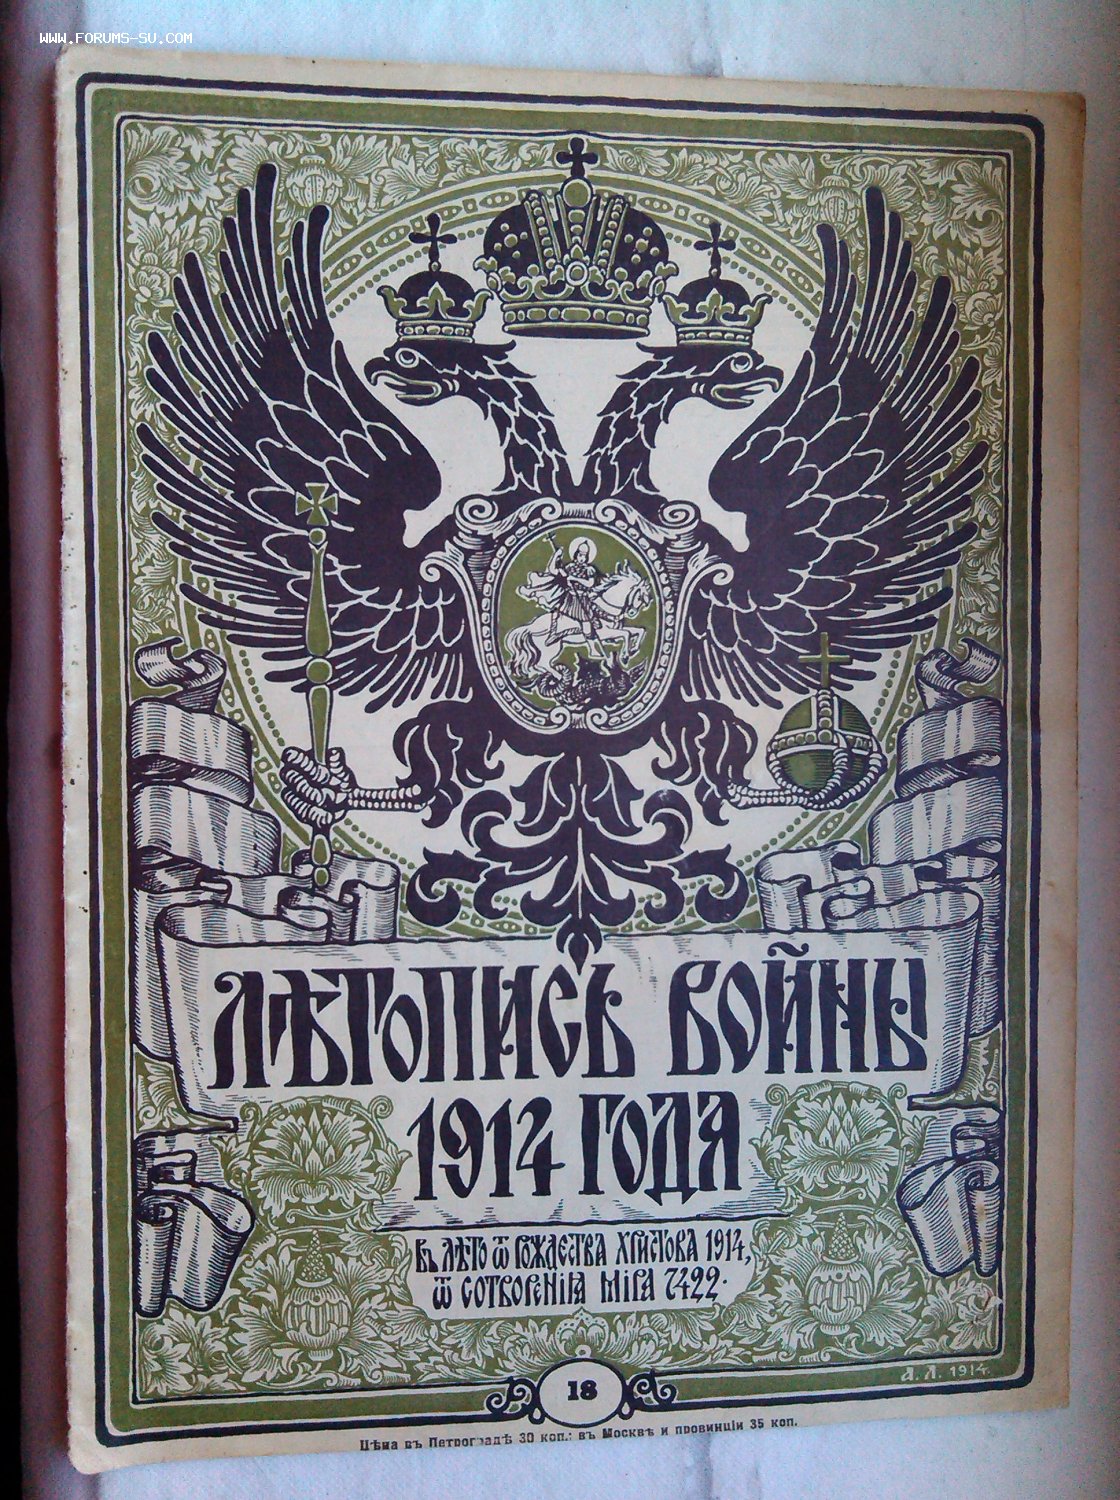 WWW.FORUMS-SU.COM
ЛѢТОПИСЬ ВОЙНЫ
1914 ГОДА
ВЪ ЛѢТО Ѿ РОЖДЕСТВА ХРИСТОВА 1914,
Ѿ СОТВОРЕНІЯ МІРА 7422.
А. Л. 1914.
18
Цѣна въ Петроградѣ 30 коп.: въ Москвѣ и провинціи 35 коп.